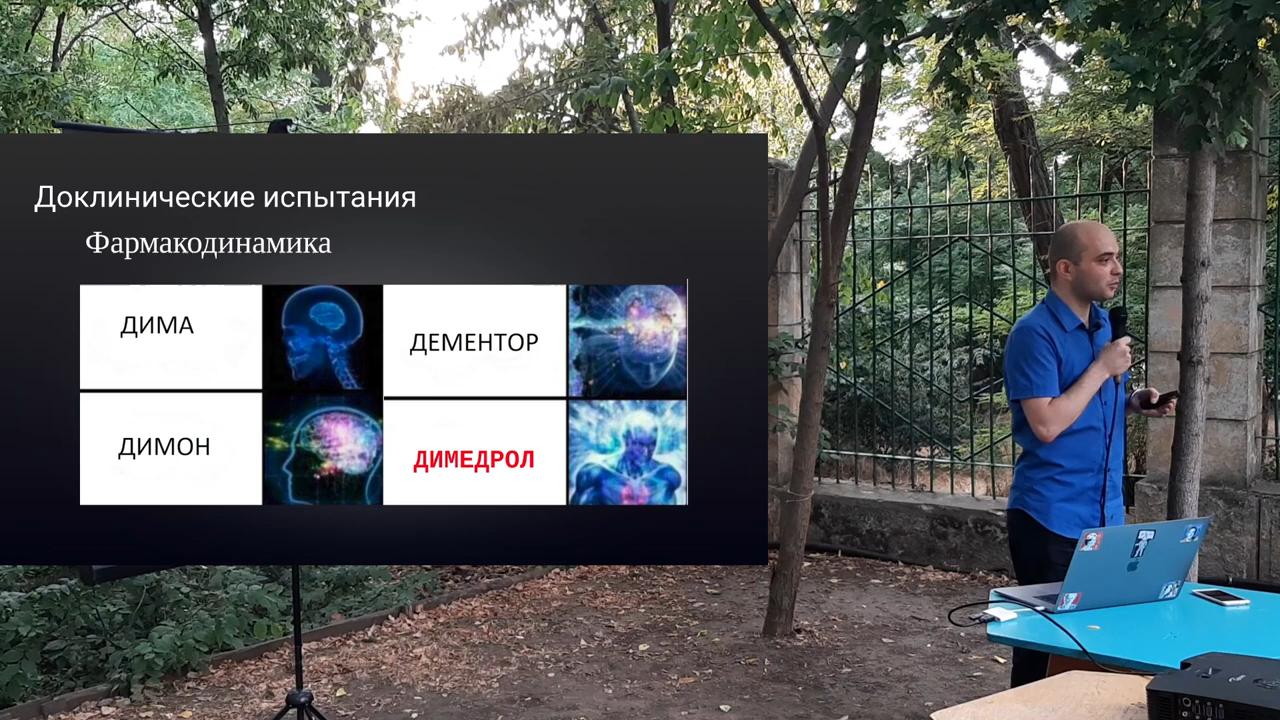 Доклинические испытания
Фармакодинамика
ДИМА
ДЕМЕНТОР
ДИМОН
ДИМЕДРОЛ